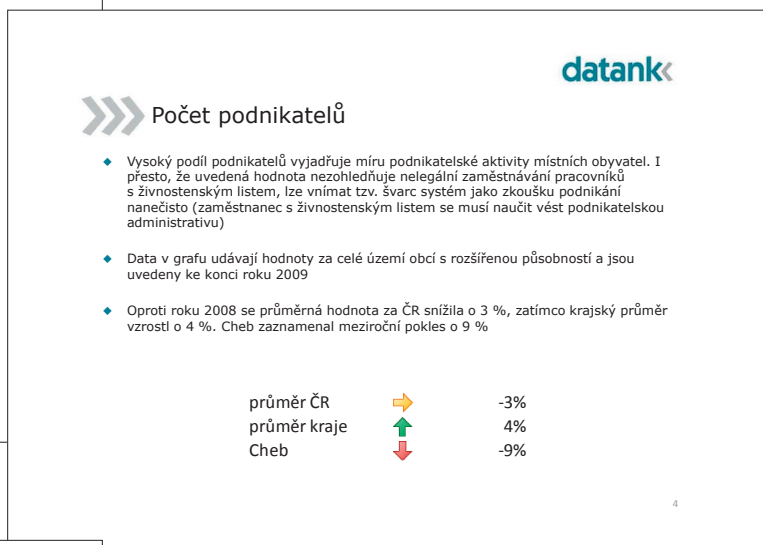 datank
Počet podnikatelů
Vysoký podíl podnikatelů vyjadřuje míru podnikatelské aktivity místních obyvatel. I
přesto, že uvedená hodnota nezohledňuje nelegální zaměstnávání pracovníků
s živnostenským listem, lze vnímat tzv. švarc systém jako zkoušku podnikání
nanečisto (zaměstnanec s živnostenským listem se musí naučit vést podnikatelskou
administrativu)
Data v grafu udávají hodnoty za celé území obcí s rozšířenou působností a jsou
uvedeny ke konci roku 2009
Oproti roku 2008 se průměrná hodnota za ČR snížila o 3 %, zatímco krajský průměr
vzrostl o 4 %. Cheb zaznamenal meziroční pokles o 9 %
průměr ČR -3%
průměr kraje 4%
Cheb -9%
4